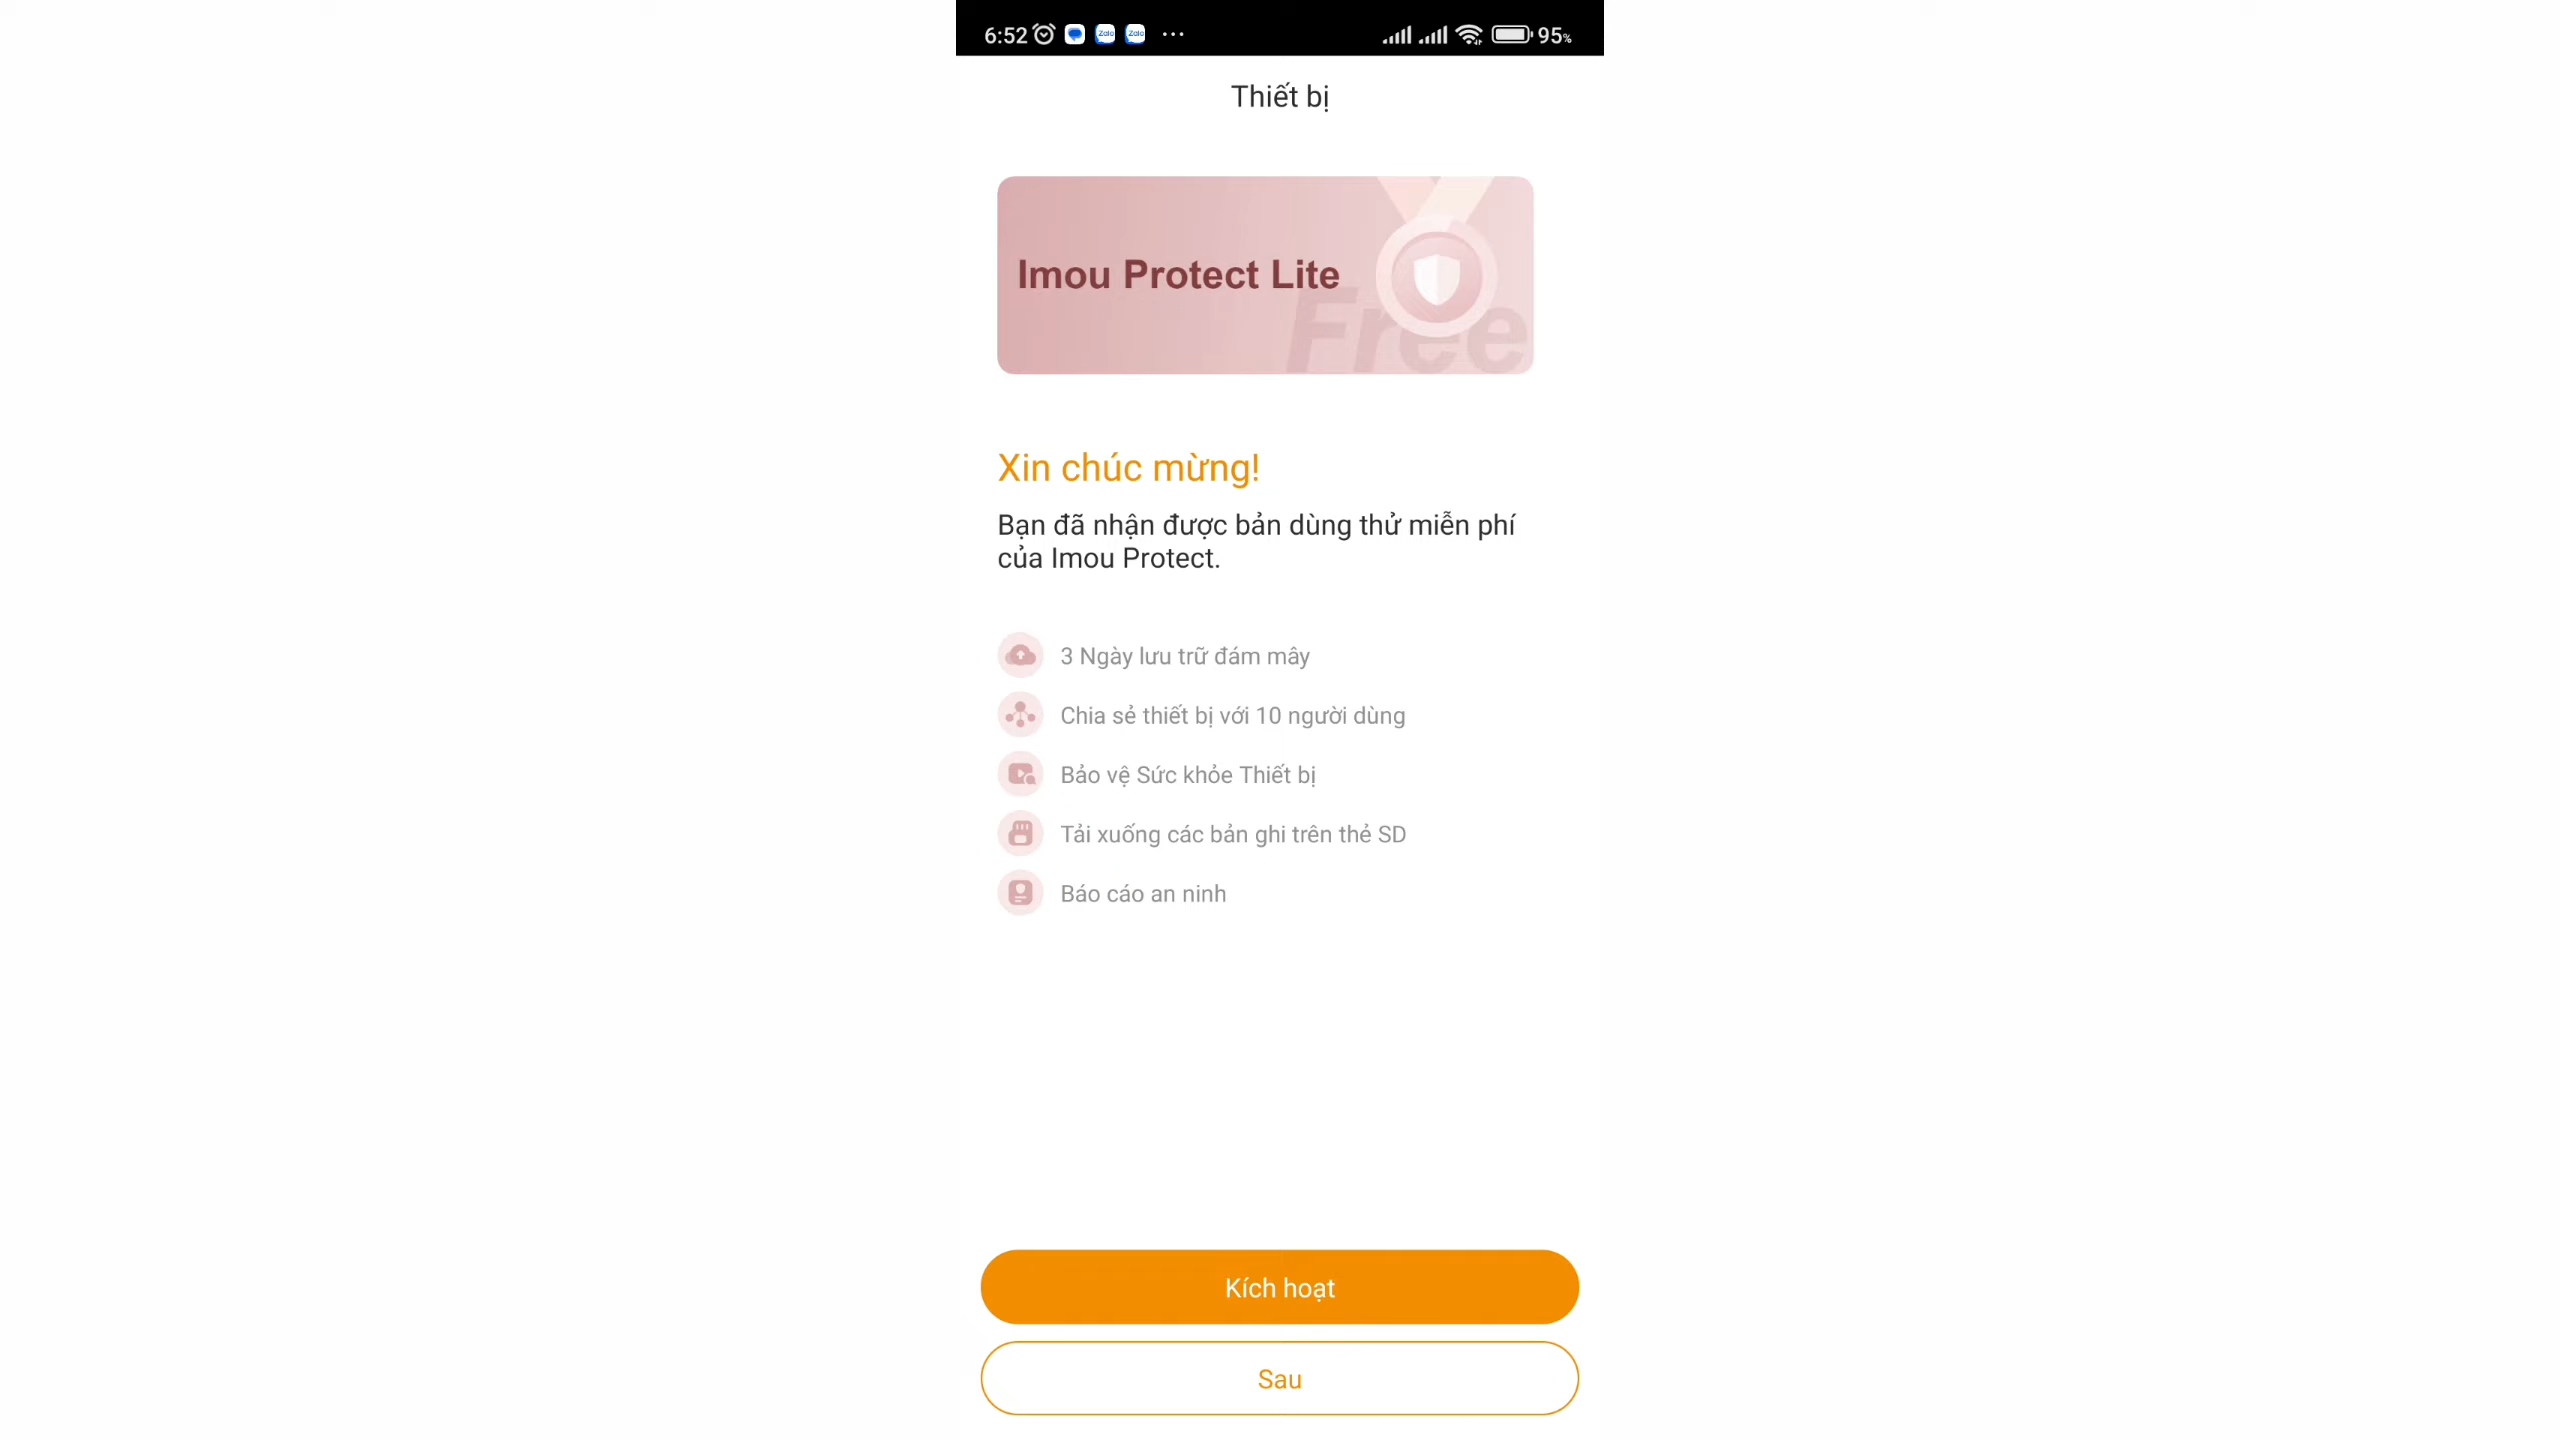 6:52 Zalo Zalo ... 95%
Thiết bị
Imou Protect Lite
Free
Xin chúc mừng!
Bạn đã nhận được bản dùng thử miễn phí
của Imou Protect.
3 Ngày lưu trữ đám mây
Chia sẻ thiết bị với 10 người dùng
Bảo vệ Sức khỏe Thiết bị
Tải xuống các bản ghi trên thẻ SD
Báo cáo an ninh
Kích hoạt
Sau